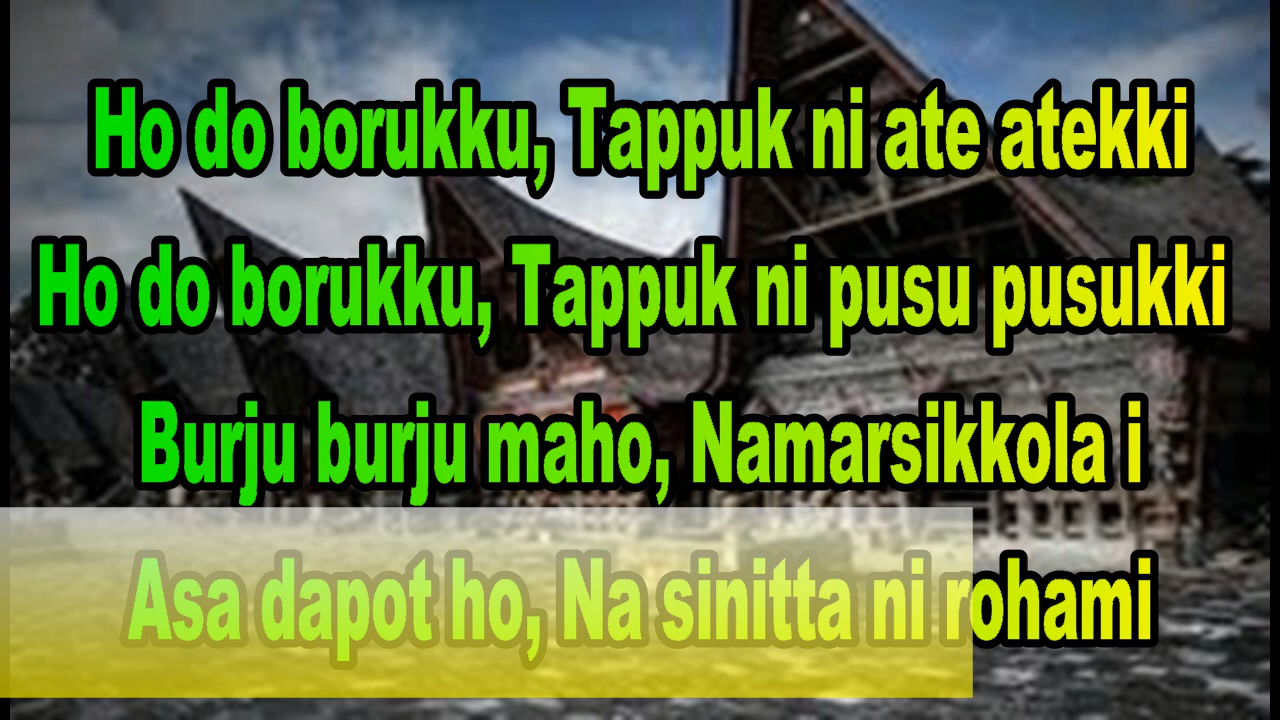 Ho do borukku, Tappuk ni ate atekki
Ho do borukku, Tappuk ni pusu pusukki
Burju burju maho, Namarsikkola i
Asa dapot ho, Na sinitta ni rohami